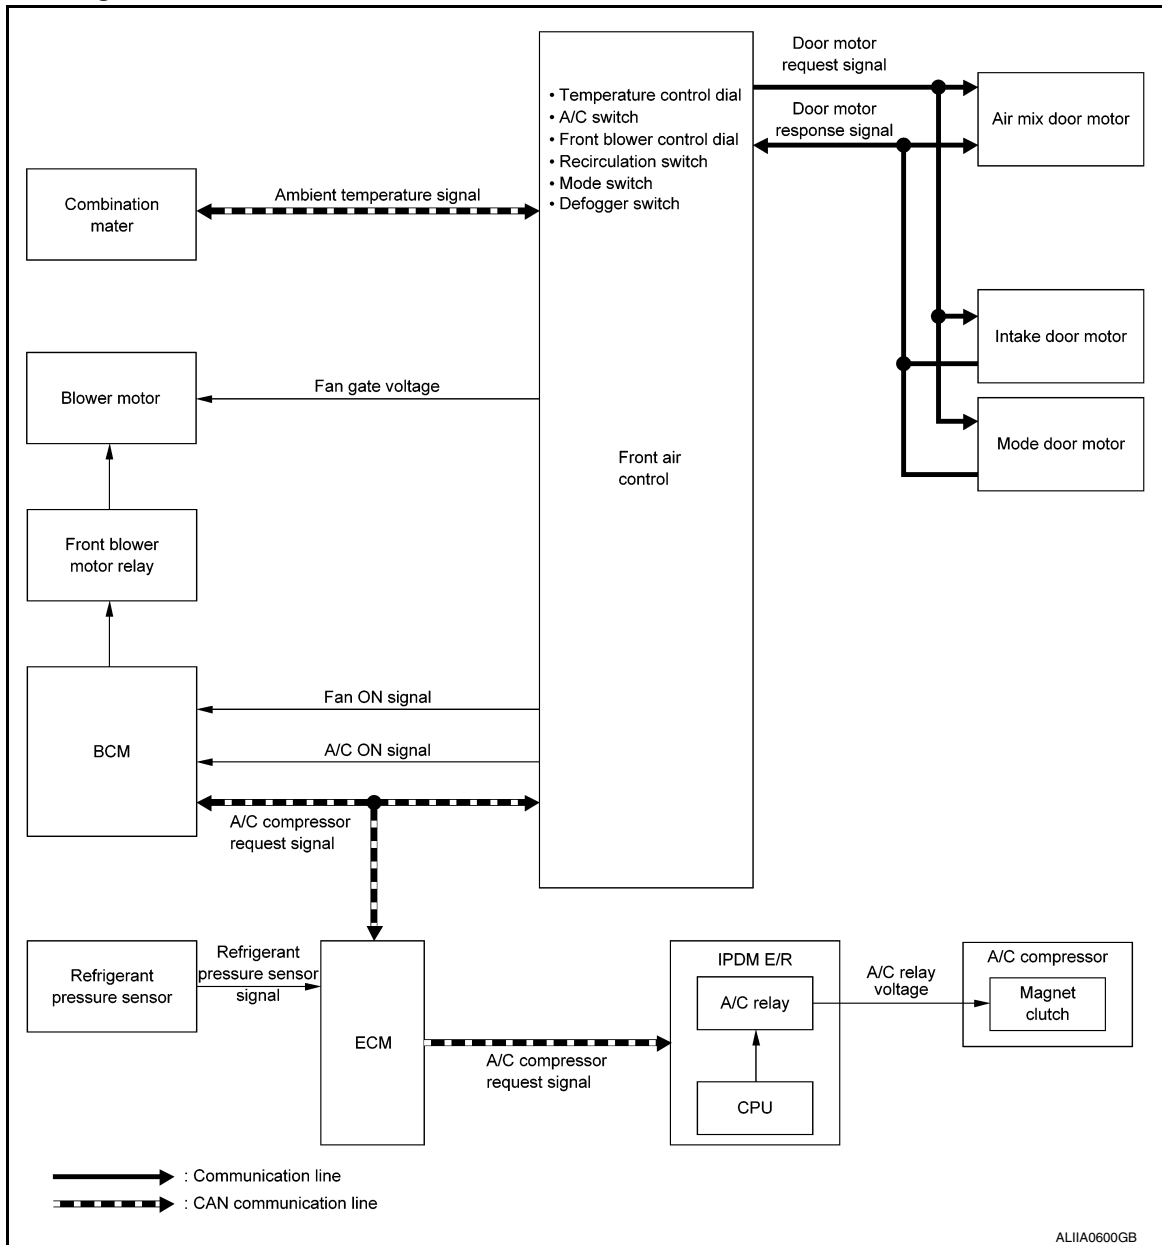 Door motor
request signal
• Temperature control dial
• A/C switch
• Front blower control dial
• Recirculation switch
• Mode switch
• Defogger switch
Door motor
response signal
Air mix door motor
Combination
mater
Ambient temperature signal
Intake door motor
Blower motor
Fan gate voltage
Mode door motor
Front air
control
Front blower
motor relay
Fan ON signal
BCM
A/C ON signal
A/C compressor
request signal
Refrigerant
pressure sensor
Refrigerant
pressure sensor
signal
ECM
A/C compressor
request signal
IPDM E/R
A/C relay
CPU
A/C relay
voltage
A/C compressor
Magnet
clutch
: Communication line
: CAN communication line
ALIIA0600GB